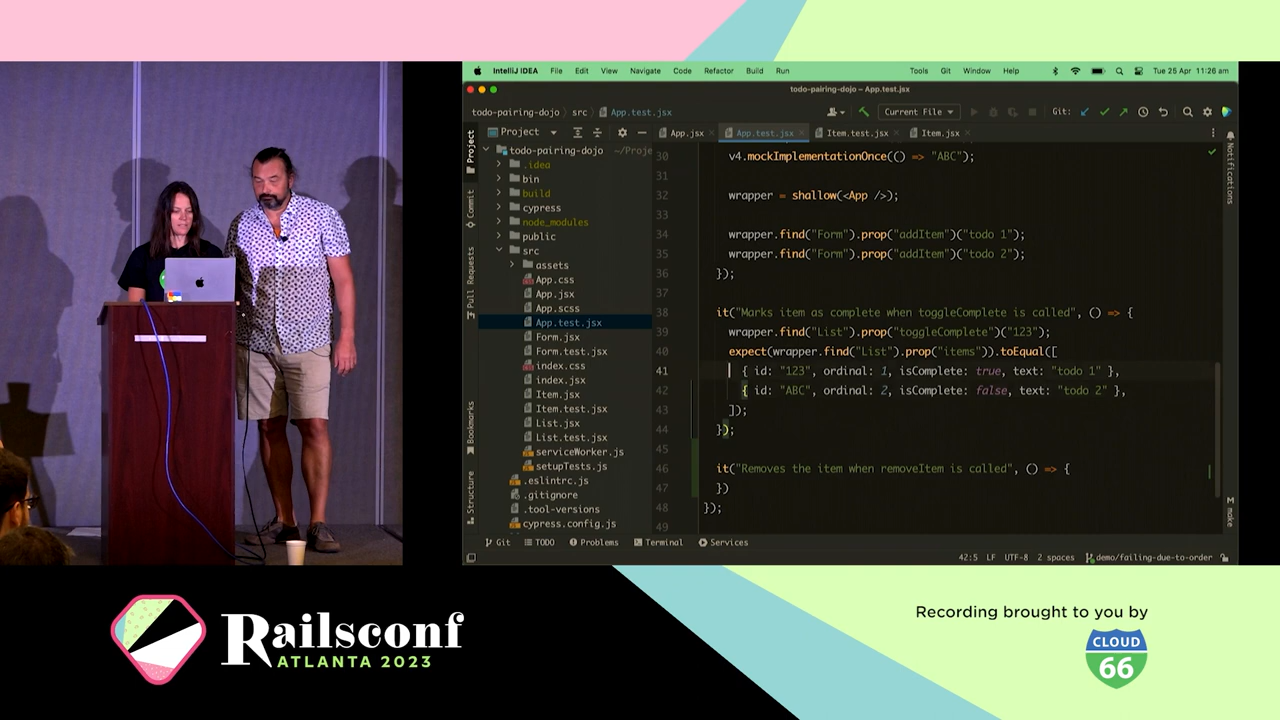 IntelliJ IDEA File Edit View Navigate Code Refactor Build Run Tools Git Window Help Tue 25 Apr 11:26 am
todo-pairing-dojo – App.test.jsx
todo-pairing-dojo src App.test.jsx Current File Git:
Project
App.jsx App.test.jsx Item.test.jsx Item.jsx
Project
Commit
Pull Requests
Bookmarks
Structure
todo-pairing-dojo ~/Proje
.idea
bin
build
cypress
node_modules
public
src
assets
App.css
App.jsx
App.scss
App.test.jsx
Form.jsx
Form.test.jsx
index.css
index.jsx
Item.jsx
Item.test.jsx
List.jsx
List.test.jsx
serviceWorker.js
setupTests.js
.eslintrc.js
.gitignore
.tool-versions
cypress.config.js
30 v4.mockImplementationOnce(() => "ABC");
31
32 wrapper = shallow(<App />);
33
34 wrapper.find("Form").prop("addItem")("todo 1");
35 wrapper.find("Form").prop("addItem")("todo 2");
36 });
37
38 it("Marks item as complete when toggleComplete is called", () => {
39 wrapper.find("List").prop("toggleComplete")("123");
40 expect(wrapper.find("List").prop("items")).toEqual([
41 { id: "123", ordinal: 1, isComplete: true, text: "todo 1" },
42 { id: "ABC", ordinal: 2, isComplete: false, text: "todo 2" },
43 ]);
44 });
45
46 it("Removes the item when removeItem is called", () => {
47 })
48 });
49
Notifications
make
Git TODO Problems Terminal Services
42:5 LF UTF-8 2 spaces demo/failing-due-to-order
Railsconf
ATLANTA 2023
Recording brought to you by
CLOUD
66